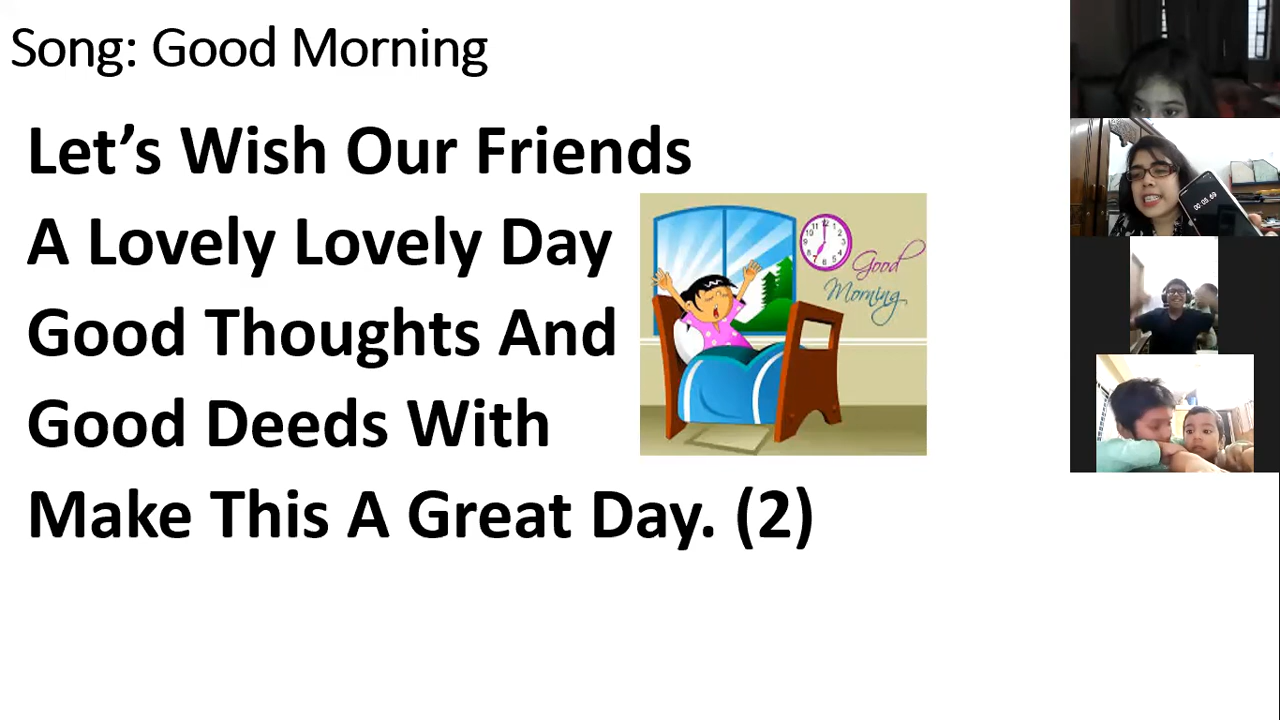 Song: Good Morning
Let's Wish Our Friends
A Lovely Lovely Day
Good Thoughts And
Good Deeds With
Make This A Great Day. (2)
Good
Morning